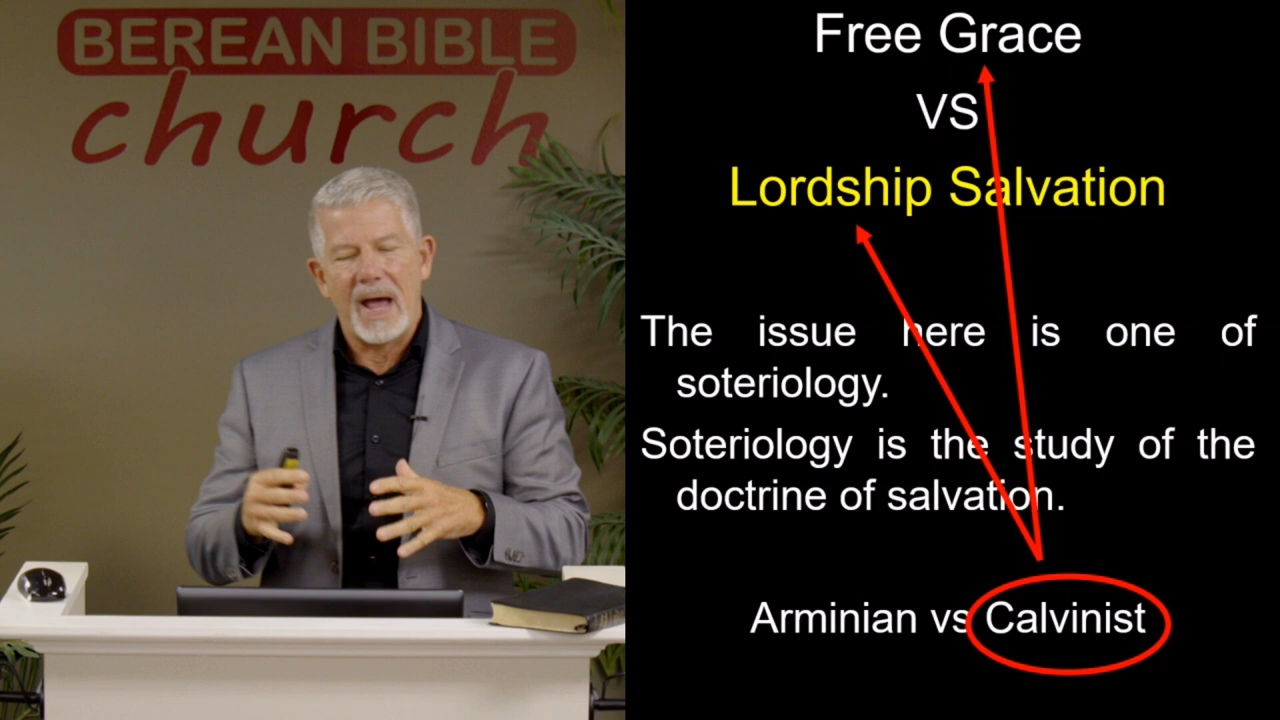 BEREAN BIBLE
church
Free Grace
VS
Lordship Salvation
The issue here is one of
soteriology.
Soteriology is the study of the
doctrine of salvation.
Arminian vs Calvinist